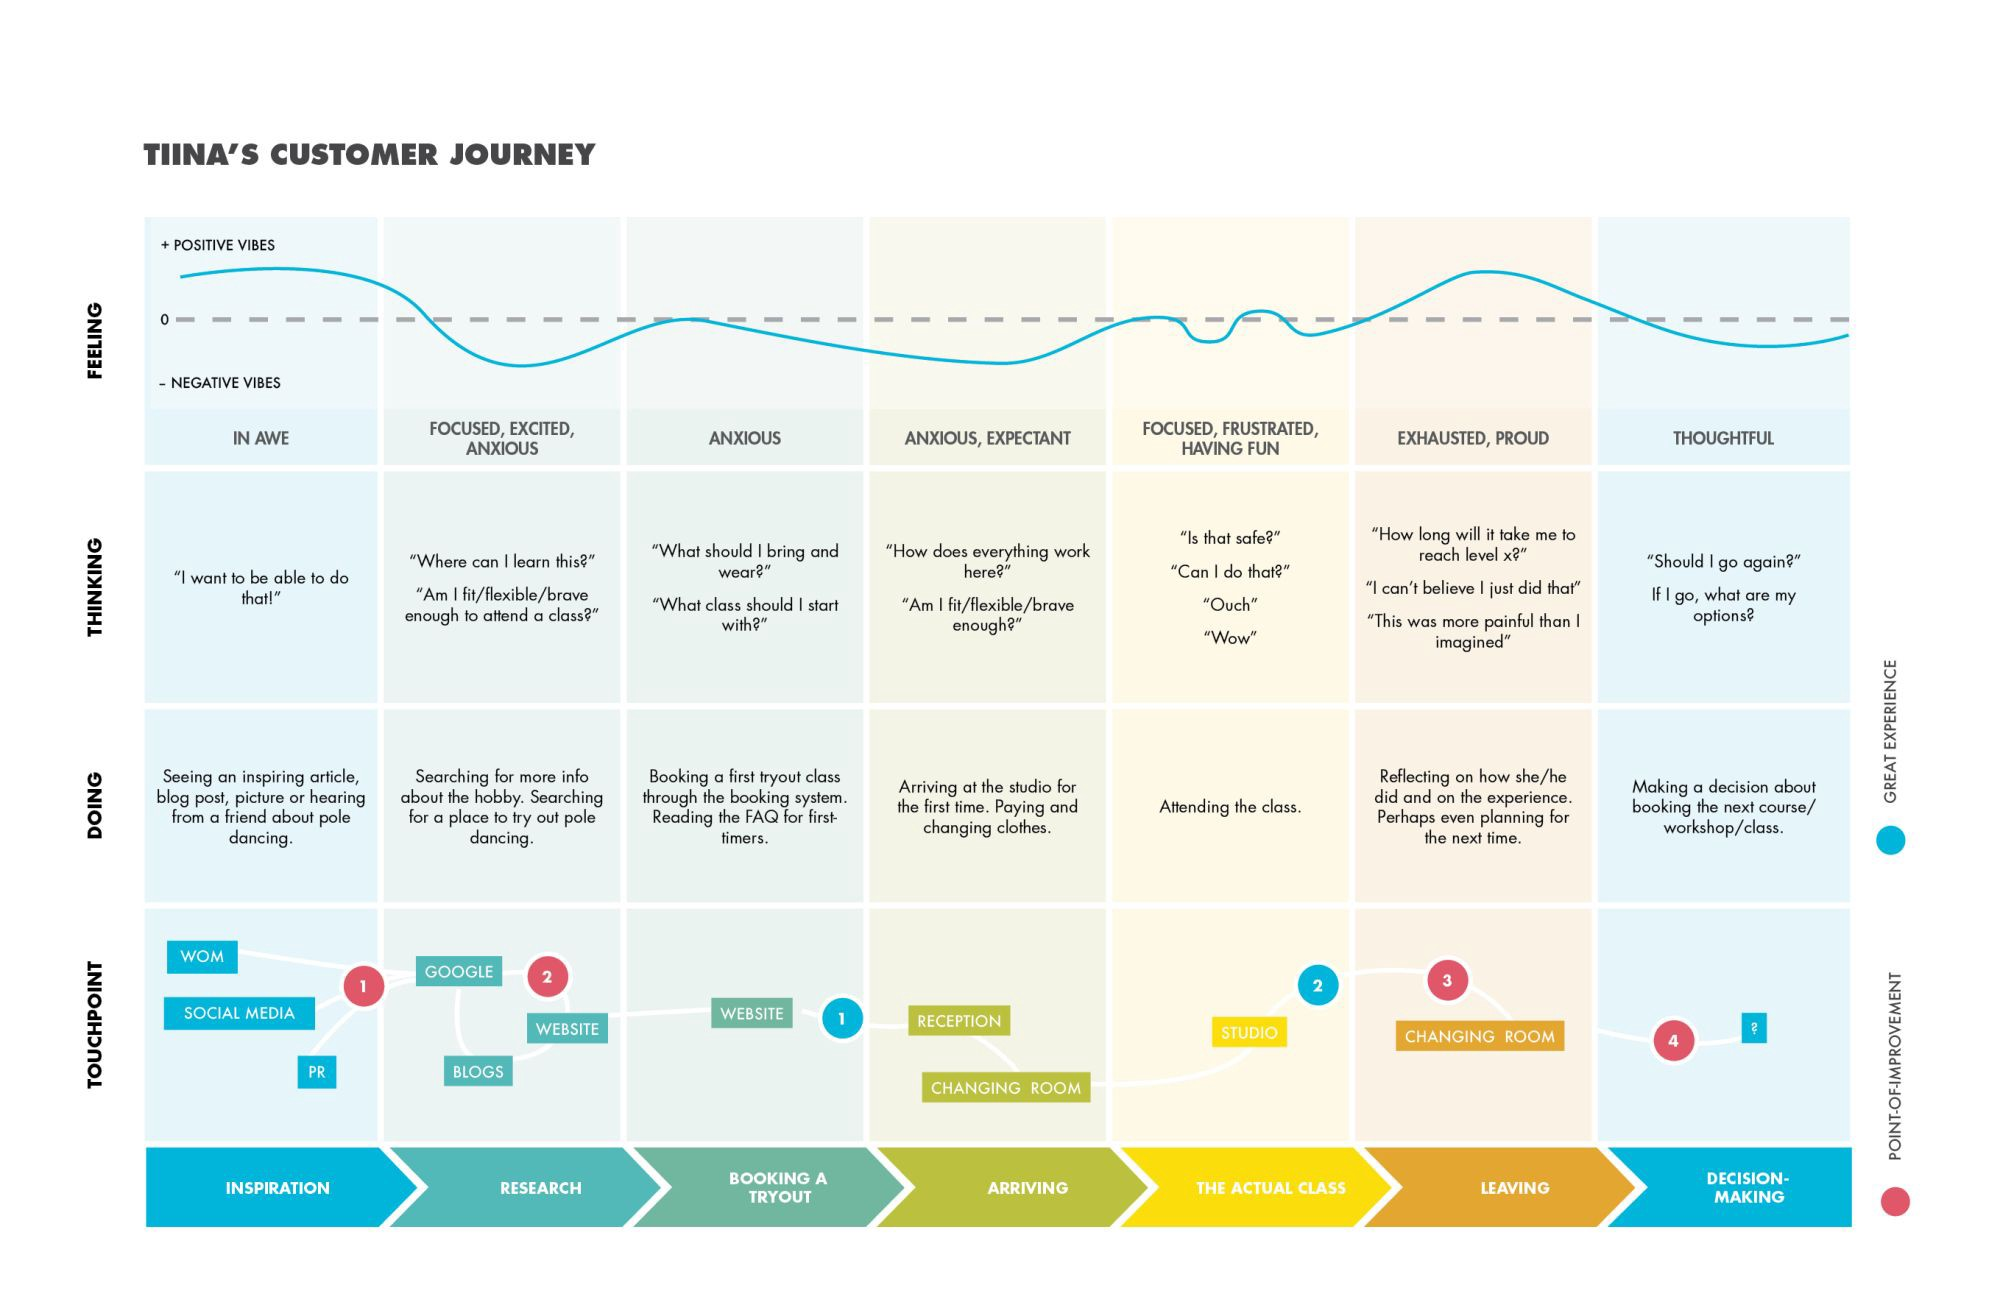 TIINA’S CUSTOMER JOURNEY
FEELING
+ POSITIVE VIBES
0
– NEGATIVE VIBES
IN AWE
FOCUSED, EXCITED,
ANXIOUS
ANXIOUS
ANXIOUS, EXPECTANT
FOCUSED, FRUSTRATED,
HAVING FUN
EXHAUSTED, PROUD
THOUGHTFUL
THINKING
“I want to be able to do
that!”
“Where can I learn this?”
“Am I fit/flexible/brave
enough to attend a class?”
“What should I bring and
wear?”
“What class should I start
with?”
“How does everything work
here?”
“Am I fit/flexible/brave
enough?”
“Is that safe?”
“Can I do that?”
“Ouch”
“Wow”
“How long will it take me to
reach level x?”
“I can’t believe I just did that”
“This was more painful than I
imagined”
“Should I go again?”
If I go, what are my
options?
DOING
Seeing an inspiring article,
blog post, picture or hearing
from a friend about pole
dancing.
Searching for more info
about the hobby. Searching
for a place to try out pole
dancing.
Booking a first tryout class
through the booking system.
Reading the FAQ for first-
timers.
Arriving at the studio for
the first time. Paying and
changing clothes.
Attending the class.
Reflecting on how she/he
did and on the experience.
Perhaps even planning for
the next time.
Making a decision about
booking the next course/
workshop/class.
TOUCHPOINT
WOM
SOCIAL MEDIA
PR
1
GOOGLE
2
WEBSITE
BLOGS
WEBSITE
1
RECEPTION
CHANGING ROOM
STUDIO
2
3
CHANGING ROOM
4
?
INSPIRATION
RESEARCH
BOOKING A
TRYOUT
ARRIVING
THE ACTUAL CLASS
LEAVING
DECISION-
MAKING
GREAT EXPERIENCE
POINT-OF-IMPROVEMENT